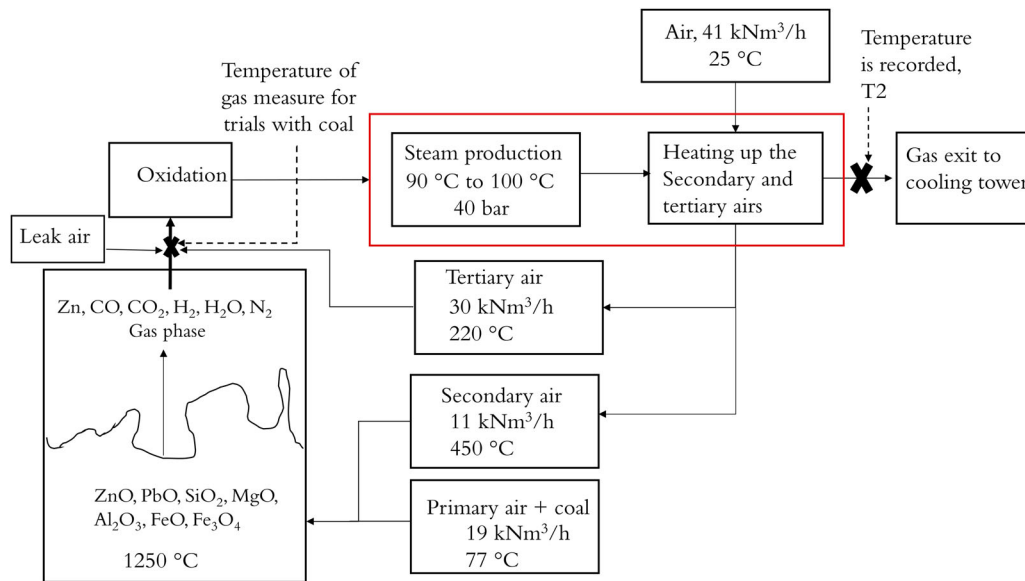 Air, 41 kNm³/h
25 °C
Temperature
is recorded,
T2
Temperature of
gas measure for
trials with coal
Oxidation
Steam production
90 °C to 100 °C
40 bar
Heating up the
Secondary and
tertiary airs
Gas exit to
cooling tower
Leak air
Tertiary air
30 kNm³/h
220 °C
Zn, CO, CO₂, H₂, H₂O, N₂
Gas phase
Secondary air
11 kNm³/h
450 °C
ZnO, PbO, SiO₂, MgO,
Al₂O₃, FeO, Fe₃O₄
1250 °C
Primary air + coal
19 kNm³/h
77 °C